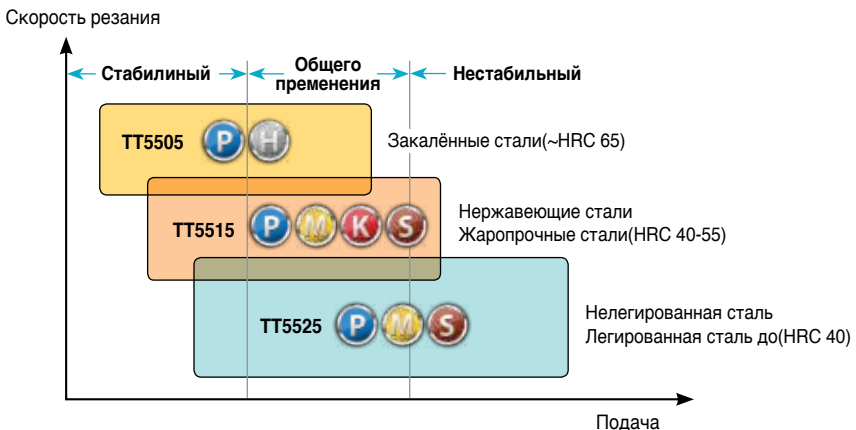 Скорость резания
Стабилиный
Общего
пременения
Нестабильный
TT5505 P H
Закалённые стали(~HRC 65)
TT5515 P M K S
Нержавеющие стали
Жаропрочные стали(HRC 40-55)
TT5525 P M S
Нелегированная сталь
Легированная сталь до(HRC 40)
Подача